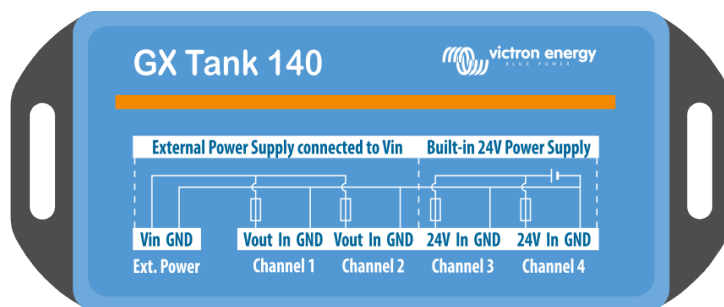 GX Tank 140
victron energy
BLUE POWER
External Power Supply connected to Vin Built-in 24V Power Supply
Vin GND Vout In GND Vout In GND 24V In GND 24V In GND
Ext. Power Channel 1 Channel 2 Channel 3 Channel 4